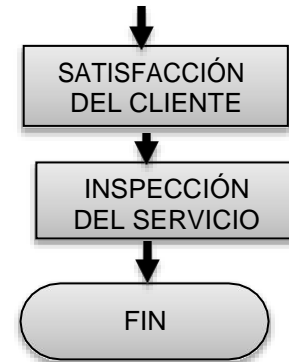 SATISFACCIÓN
DEL CLIENTE
INSPECCIÓN
DEL SERVICIO
FIN